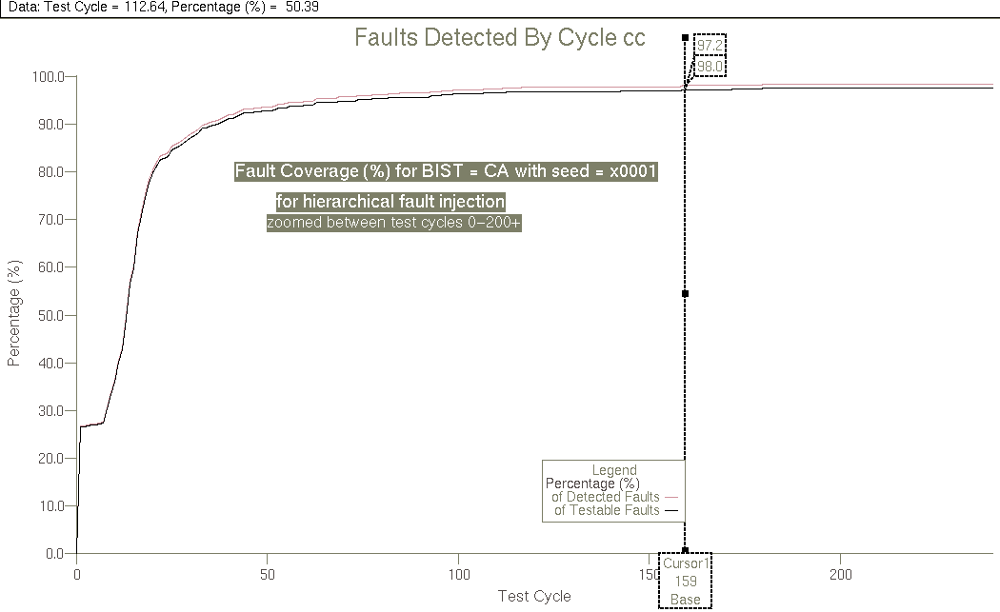 Data: Test Cycle = 112.64, Percentage (%) = 50.39
Faults Detected By Cycle cc
97.2
98.0
100.0
90.0
80.0
70.0
60.0
50.0
40.0
30.0
20.0
10.0
0.0
Percentage (%)
Fault Coverage (%) for BIST = CA with seed = x0001
for hierarchical fault injection
zoomed between test cycles 0-200+
Legend
Percentage (%)
of Detected Faults
of Testable Faults
0
50
100
150
200
Cursor1
159
Base
Test Cycle